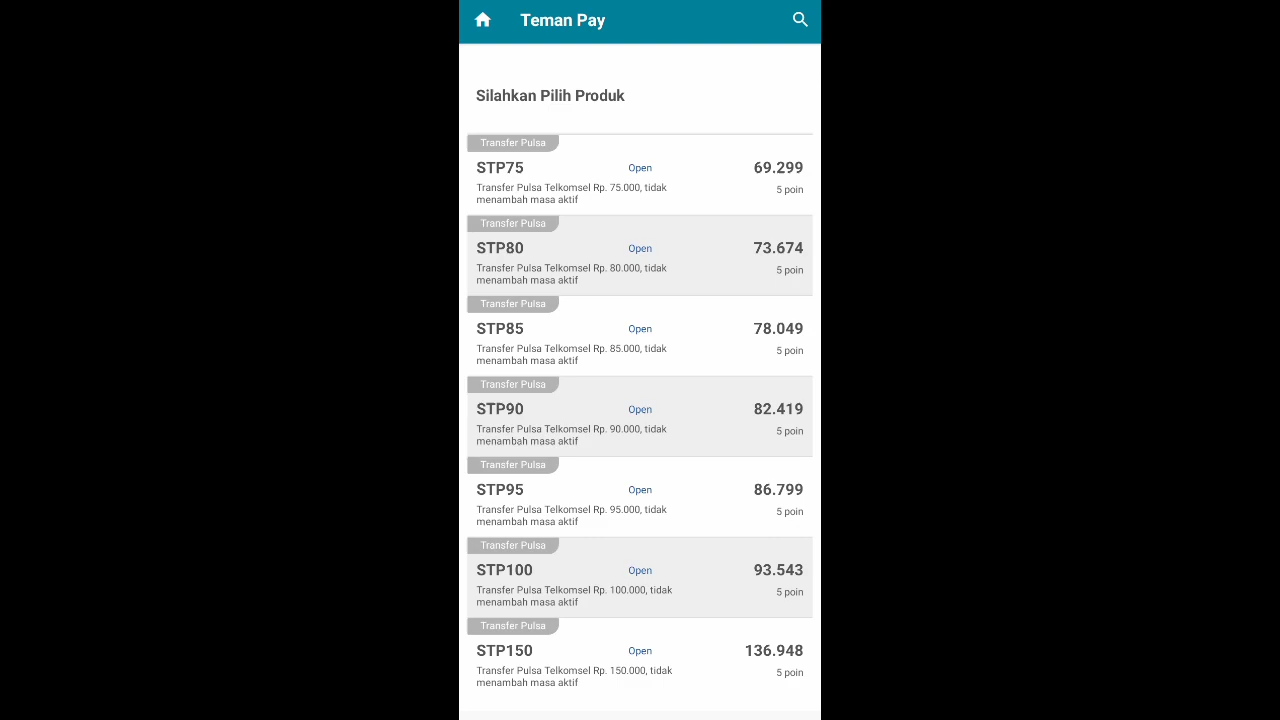 Teman Pay
Silahkan Pilih Produk
Transfer Pulsa
STP75 Open 69.299
Transfer Pulsa Telkomsel Rp. 75.000, tidak 5 poin
menambah masa aktif
Transfer Pulsa
STP80 Open 73.674
Transfer Pulsa Telkomsel Rp. 80.000, tidak 5 poin
menambah masa aktif
Transfer Pulsa
STP85 Open 78.049
Transfer Pulsa Telkomsel Rp. 85.000, tidak 5 poin
menambah masa aktif
Transfer Pulsa
STP90 Open 82.419
Transfer Pulsa Telkomsel Rp. 90.000, tidak 5 poin
menambah masa aktif
Transfer Pulsa
STP95 Open 86.799
Transfer Pulsa Telkomsel Rp. 95.000, tidak 5 poin
menambah masa aktif
Transfer Pulsa
STP100 Open 93.543
Transfer Pulsa Telkomsel Rp. 100.000, tidak 5 poin
menambah masa aktif
Transfer Pulsa
STP150 Open 136.948
Transfer Pulsa Telkomsel Rp. 150.000, tidak 5 poin
menambah masa aktif